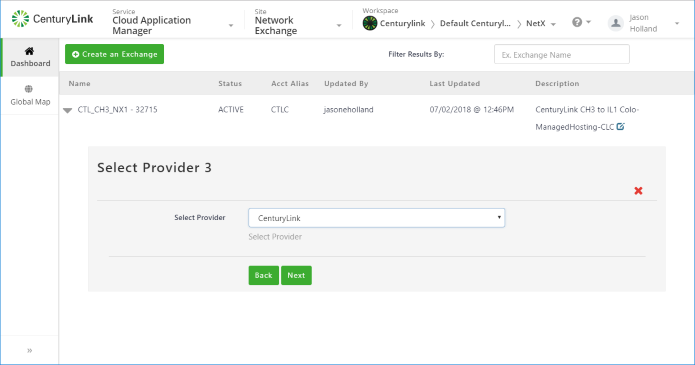 CenturyLink
Service
Cloud Application
Manager
Site
Network
Exchange
Workspace
Centurylink > Default Centuryl... > NetX
?
Jason
Holland
Dashboard
Global Map
»
Create an Exchange
Filter Results By:
Ex. Exchange Name
Name Status Acct Alias Updated By Last Updated Description
CTL_CH3_NX1 - 32715 ACTIVE CTLC jasoneholland 07/02/2018 @ 12:46PM CenturyLink CH3 to IL1 Colo-
ManagedHosting-CLC
Select Provider 3
Select Provider CenturyLink
Select Provider
Back Next